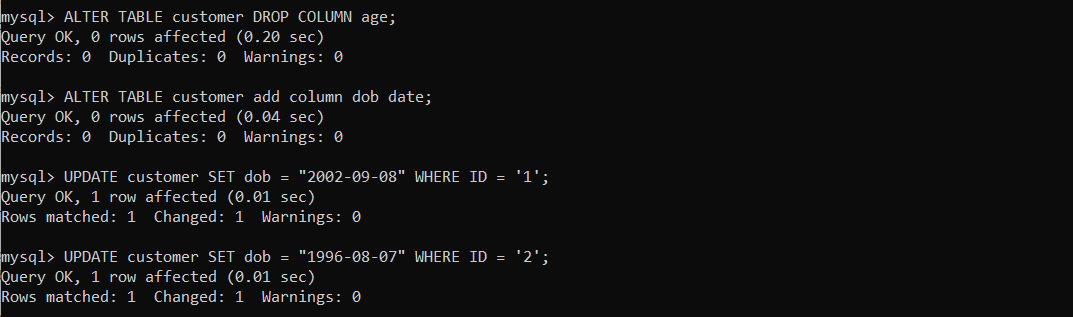 mysql> ALTER TABLE customer DROP COLUMN age;
Query OK, 0 rows affected (0.20 sec)
Records: 0  Duplicates: 0  Warnings: 0
mysql> ALTER TABLE customer add column dob date;
Query OK, 0 rows affected (0.04 sec)
Records: 0  Duplicates: 0  Warnings: 0
mysql> UPDATE customer SET dob = "2002-09-08" WHERE ID = '1';
Query OK, 1 row affected (0.01 sec)
Rows matched: 1  Changed: 1  Warnings: 0
mysql> UPDATE customer SET dob = "1996-08-07" WHERE ID = '2';
Query OK, 1 row affected (0.01 sec)
Rows matched: 1  Changed: 1  Warnings: 0